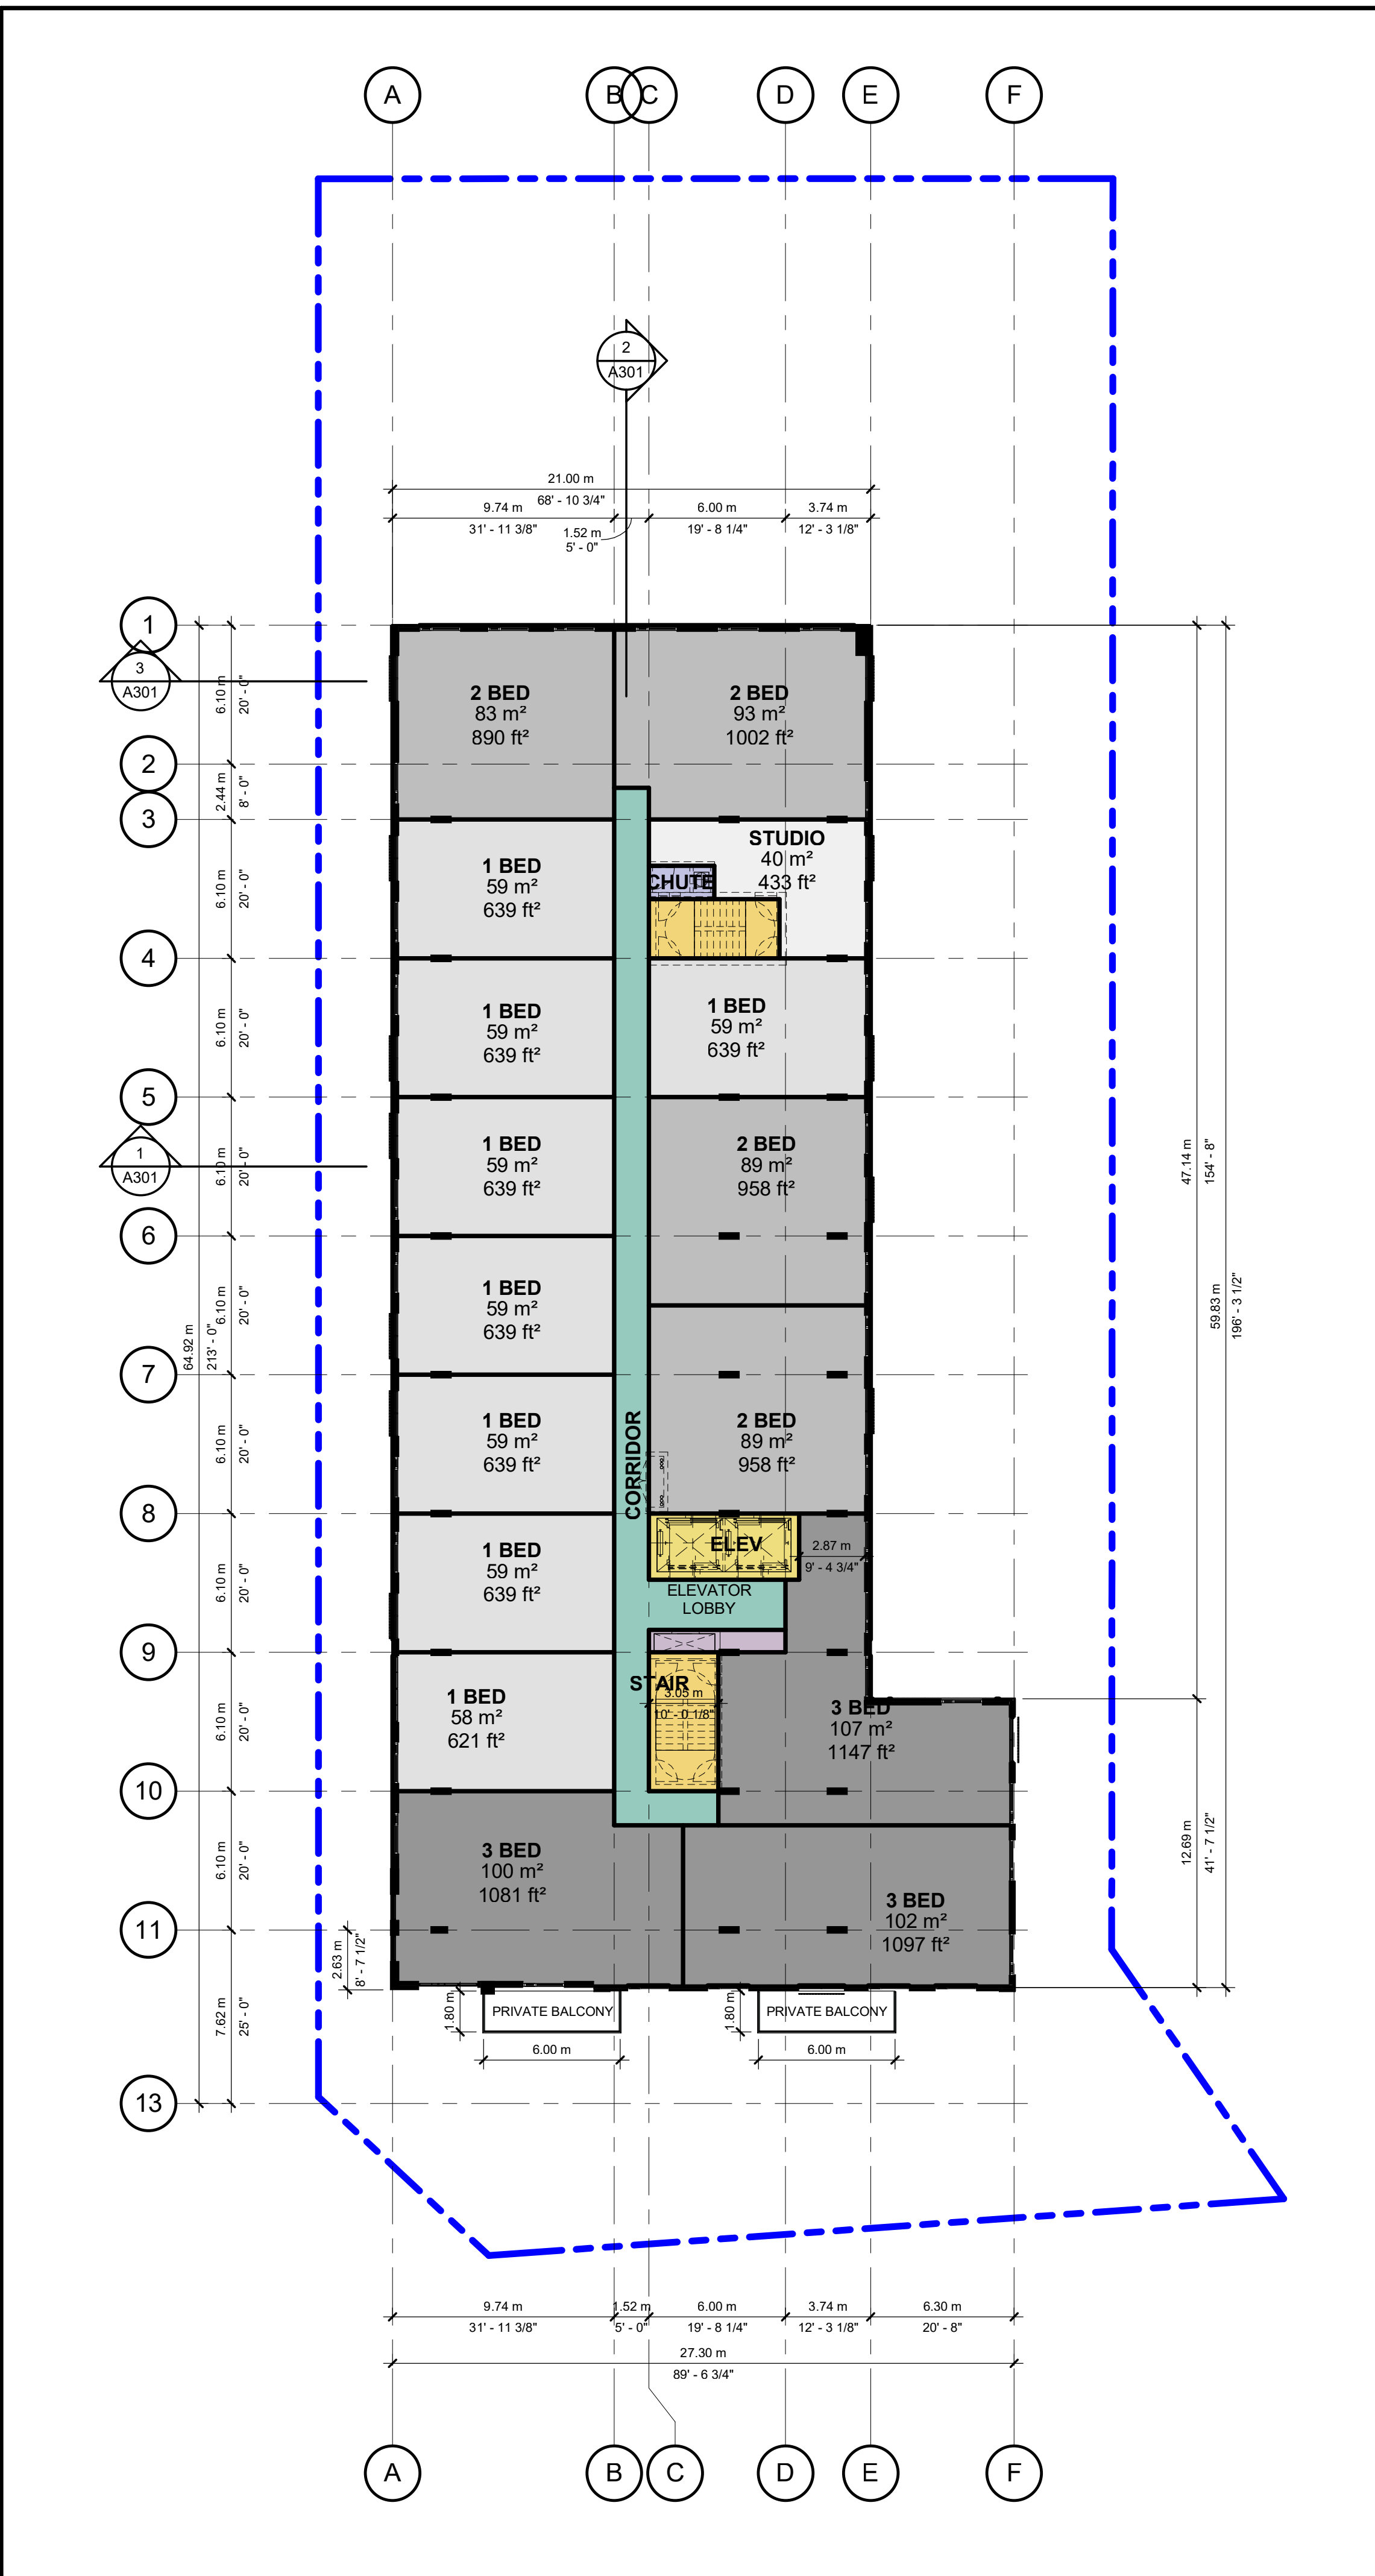 A B C D E F
2
A301
21.00 m
68' - 10 3/4"
9.74 m
31' - 11 3/8"
1.52 m
5' - 0"
6.00 m
19' - 8 1/4"
3.74 m
12' - 3 1/8"
1
3
A301
2
3
4
5
1
A301
6
7
8
9
10
11
13
6.10 m
20' - 0"
2.44 m
8' - 0"
6.10 m
20' - 0"
6.10 m
20' - 0"
6.10 m
20' - 0"
6.10 m
20' - 0"
64.92 m
213' - 0"
6.10 m
20' - 0"
6.10 m
20' - 0"
6.10 m
20' - 0"
6.10 m
20' - 0"
7.62 m
25' - 0"
2.63 m
8' - 7 1/2"
2 BED
83 m²
890 ft²
2 BED
93 m²
1002 ft²
1 BED
59 m²
639 ft²
STUDIO
40 m²
433 ft²
CHUTE
1 BED
59 m²
639 ft²
1 BED
59 m²
639 ft²
1 BED
59 m²
639 ft²
2 BED
89 m²
958 ft²
1 BED
59 m²
639 ft²
1 BED
59 m²
639 ft²
CORRIDOR
2 BED
89 m²
958 ft²
1 BED
59 m²
639 ft²
ELEV
2.87 m
9' - 4 3/4"
ELEVATOR
LOBBY
1 BED
58 m²
621 ft²
STAIR
3.05 m
10' - 0 1/8"
3 BED
107 m²
1147 ft²
3 BED
100 m²
1081 ft²
3 BED
102 m²
1097 ft²
1.80 m
PRIVATE BALCONY
6.00 m
1.80 m
PRIVATE BALCONY
6.00 m
47.14 m
154' - 8"
59.83 m
196' - 3 1/2"
12.69 m
41' - 7 1/2"
9.74 m
31' - 11 3/8"
1.52 m
5' - 0"
6.00 m
19' - 8 1/4"
3.74 m
12' - 3 1/8"
6.30 m
20' - 8"
27.30 m
89' - 6 3/4"
A B C D E F